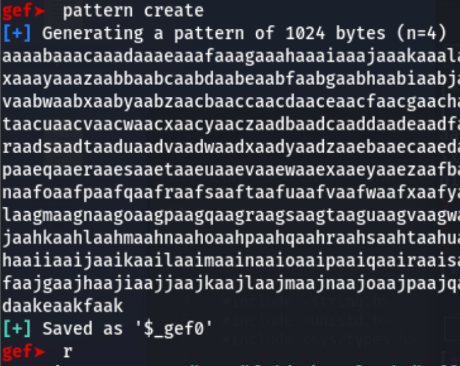 gef➤ pattern create
[+] Generating a pattern of 1024 bytes (n=4)
aaaabaaacaaadaaaeaaafaaagaaahaaaiaaajaaakaaala
xaaayaaazaabbaabcaabdaabeaabfaabgaabhaabiaabja
vaabwaabxaabyaabzaacbaaccaacdaaceaacfaacgaacha
taacuaacvaacwaacxaacyaaczaadbaadcaaddaadeaadfa
raadsaadtaaduaadvaadwaadxaadyaadzaaebaaecaaeda
paaeqaaeraaesaaetaaeuaaevaaewaaexaaeyaaezaafba
naafoaafpaafqaafraafsaaftaafuaafvaafwaafxaafya
laagmaagnaagoaagpaagqaagraagsaagtaaguaagvaagwa
jaahkaahlaahmaahnaahoaahpaahqaahraahsaahtaahua
haaiiaaijaaikaailaaimaainaaioaaipaaiqaairaaisa
faajgaajhaajiaajjaajkaajlaajmaajnaajoaajpaajqa
daakeaakfaak
[+] Saved as '$_gef0'
gef➤ r